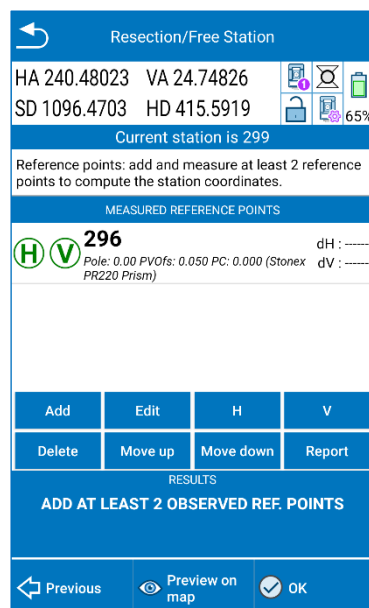 Resection/Free Station
HA 240.48023 VA 24.74826
SD 1096.4703 HD 415.5919
1
65%
Current station is 299
Reference points: add and measure at least 2 reference
points to compute the station coordinates.
MEASURED REFERENCE POINTS
H V 296 dH : ------
Pole: 0.00 PVOfs: 0.050 PC: 0.000 (Stonex dV : ------
PR220 Prism)
Add Edit H V
Delete Move up Move down Report
RESULTS
ADD AT LEAST 2 OBSERVED REF. POINTS
Previous Preview on OK
map